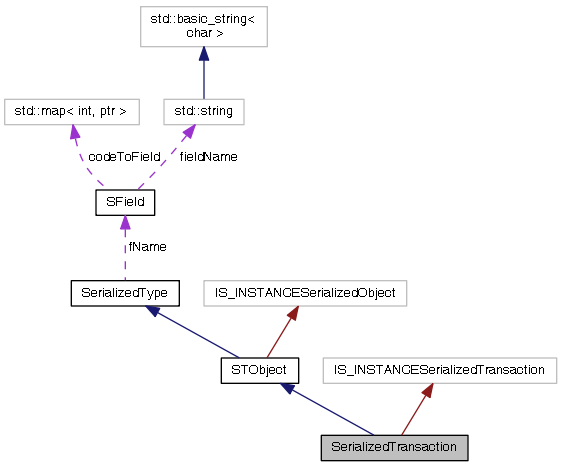 std::basic_string<
char >
std::map< int, ptr >
std::string
codeToField
fieldName
SField
fName
SerializedType
IS_INSTANCESerializedObject
STObject
IS_INSTANCESerializedTransaction
SerializedTransaction